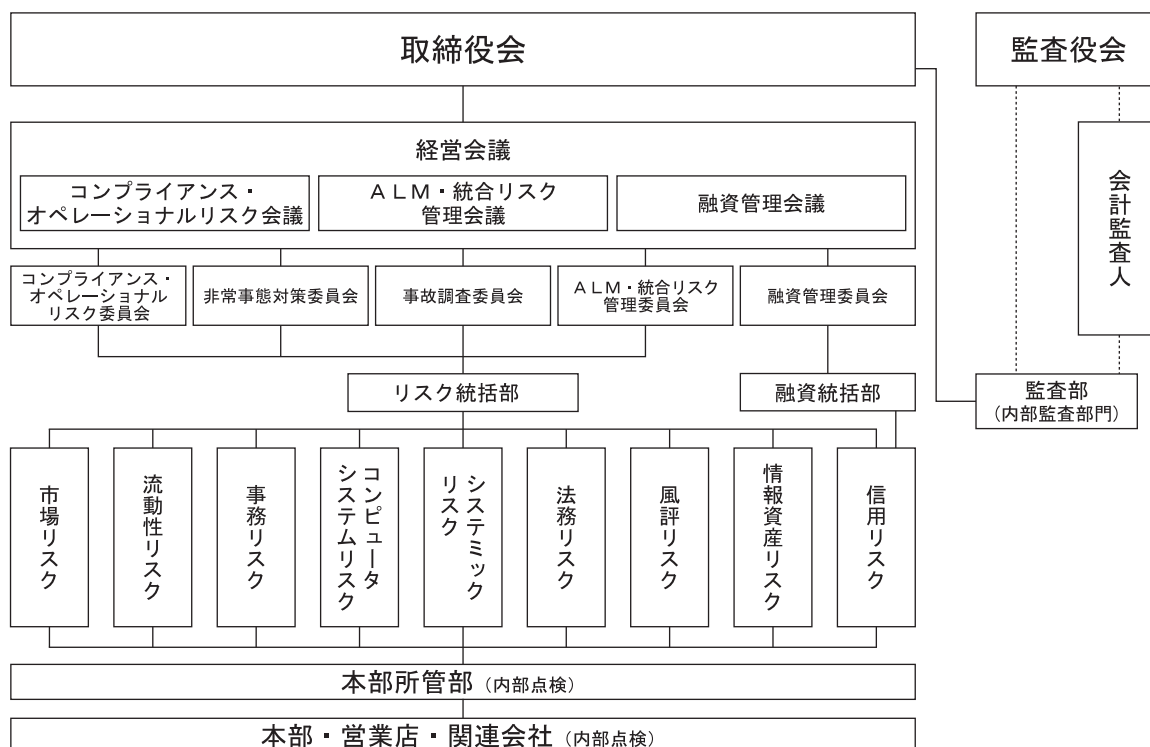 取締役会
監査役会
経営会議
コンプライアンス・
オペレーショナルリスク会議
ALM・統合リスク
管理会議
融資管理会議
会計監査人
コンプライアンス・
オペレーショナル
リスク委員会
非常事態対策委員会
事故調査委員会
ALM・統合リスク
管理委員会
融資管理委員会
リスク統括部
融資統括部
監査部
(内部監査部門)
市場リスク
流動性リスク
事務リスク
コンピュータ
システムリスク
システミック
リスク
法務リスク
風評リスク
情報資産リスク
信用リスク
本部所管部 (内部点検)
本部・営業店・関連会社 (内部点検)